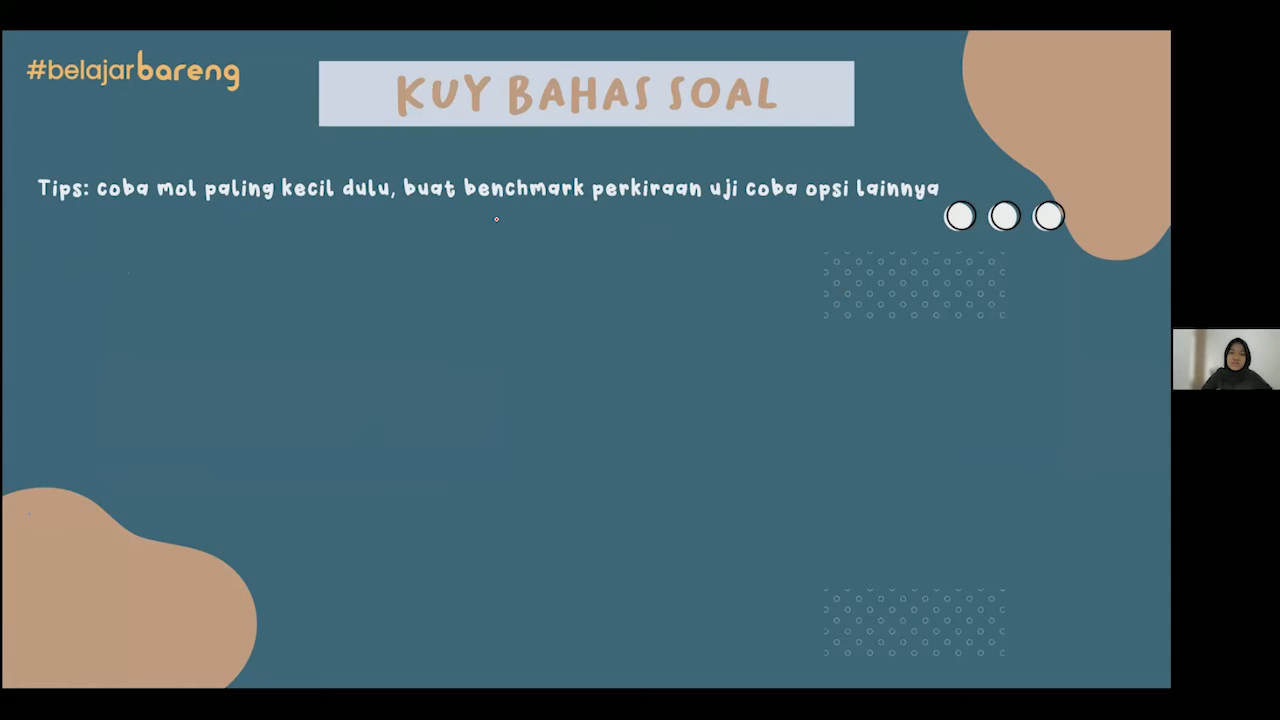 #belajarbareng
KUY BAHAS SOAL
Tips: coba mol paling kecil dulu, buat benchmark perkiraan uji coba opsi lainnya